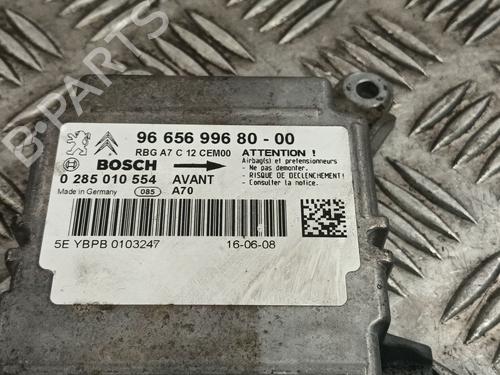 B-PARTS
96 656 996 80 - 00
RBG A7 C 12 CEM00 ATTENTION !
BOSCH
Airbag(s) et pretensionneurs
- Ne pas demonter.
- RISQUE DE DECLENCHEMENT!
- Consulter la notice.
0 285 010 554 AVANT
Made in Germany 085 A70
5E YBPB 0103247 16-06-08